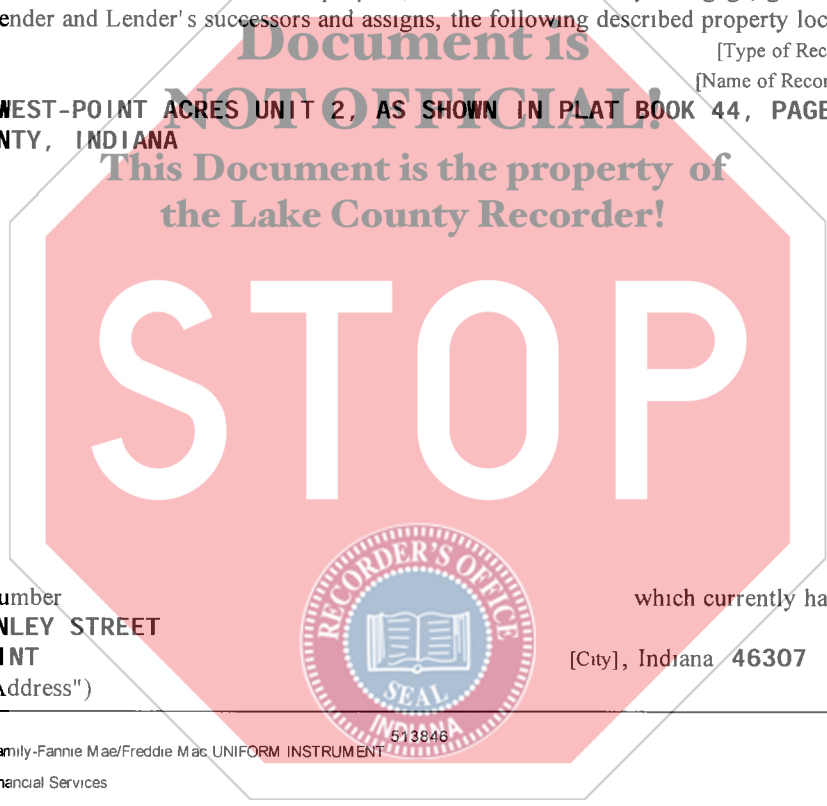 ender and Lender's successors and assigns, the following described property loc
Document is
[Type of Rec
[Name of Recor
NOT OFFICIAL!
WEST-POINT ACRES UNIT 2, AS SHOWN IN PLAT BOOK 44, PAGE
NTY, INDIANA
This Document is the property of
the Lake County Recorder!
STOP
RECORDER'S OFFICE
SEAL
INDIANA
umber which currently ha
NLEY STREET
INT [City], Indiana 46307
Address")
513846
amily-Fannie Mae/Freddie Mac UNIFORM INSTRUMENT
nancial Services